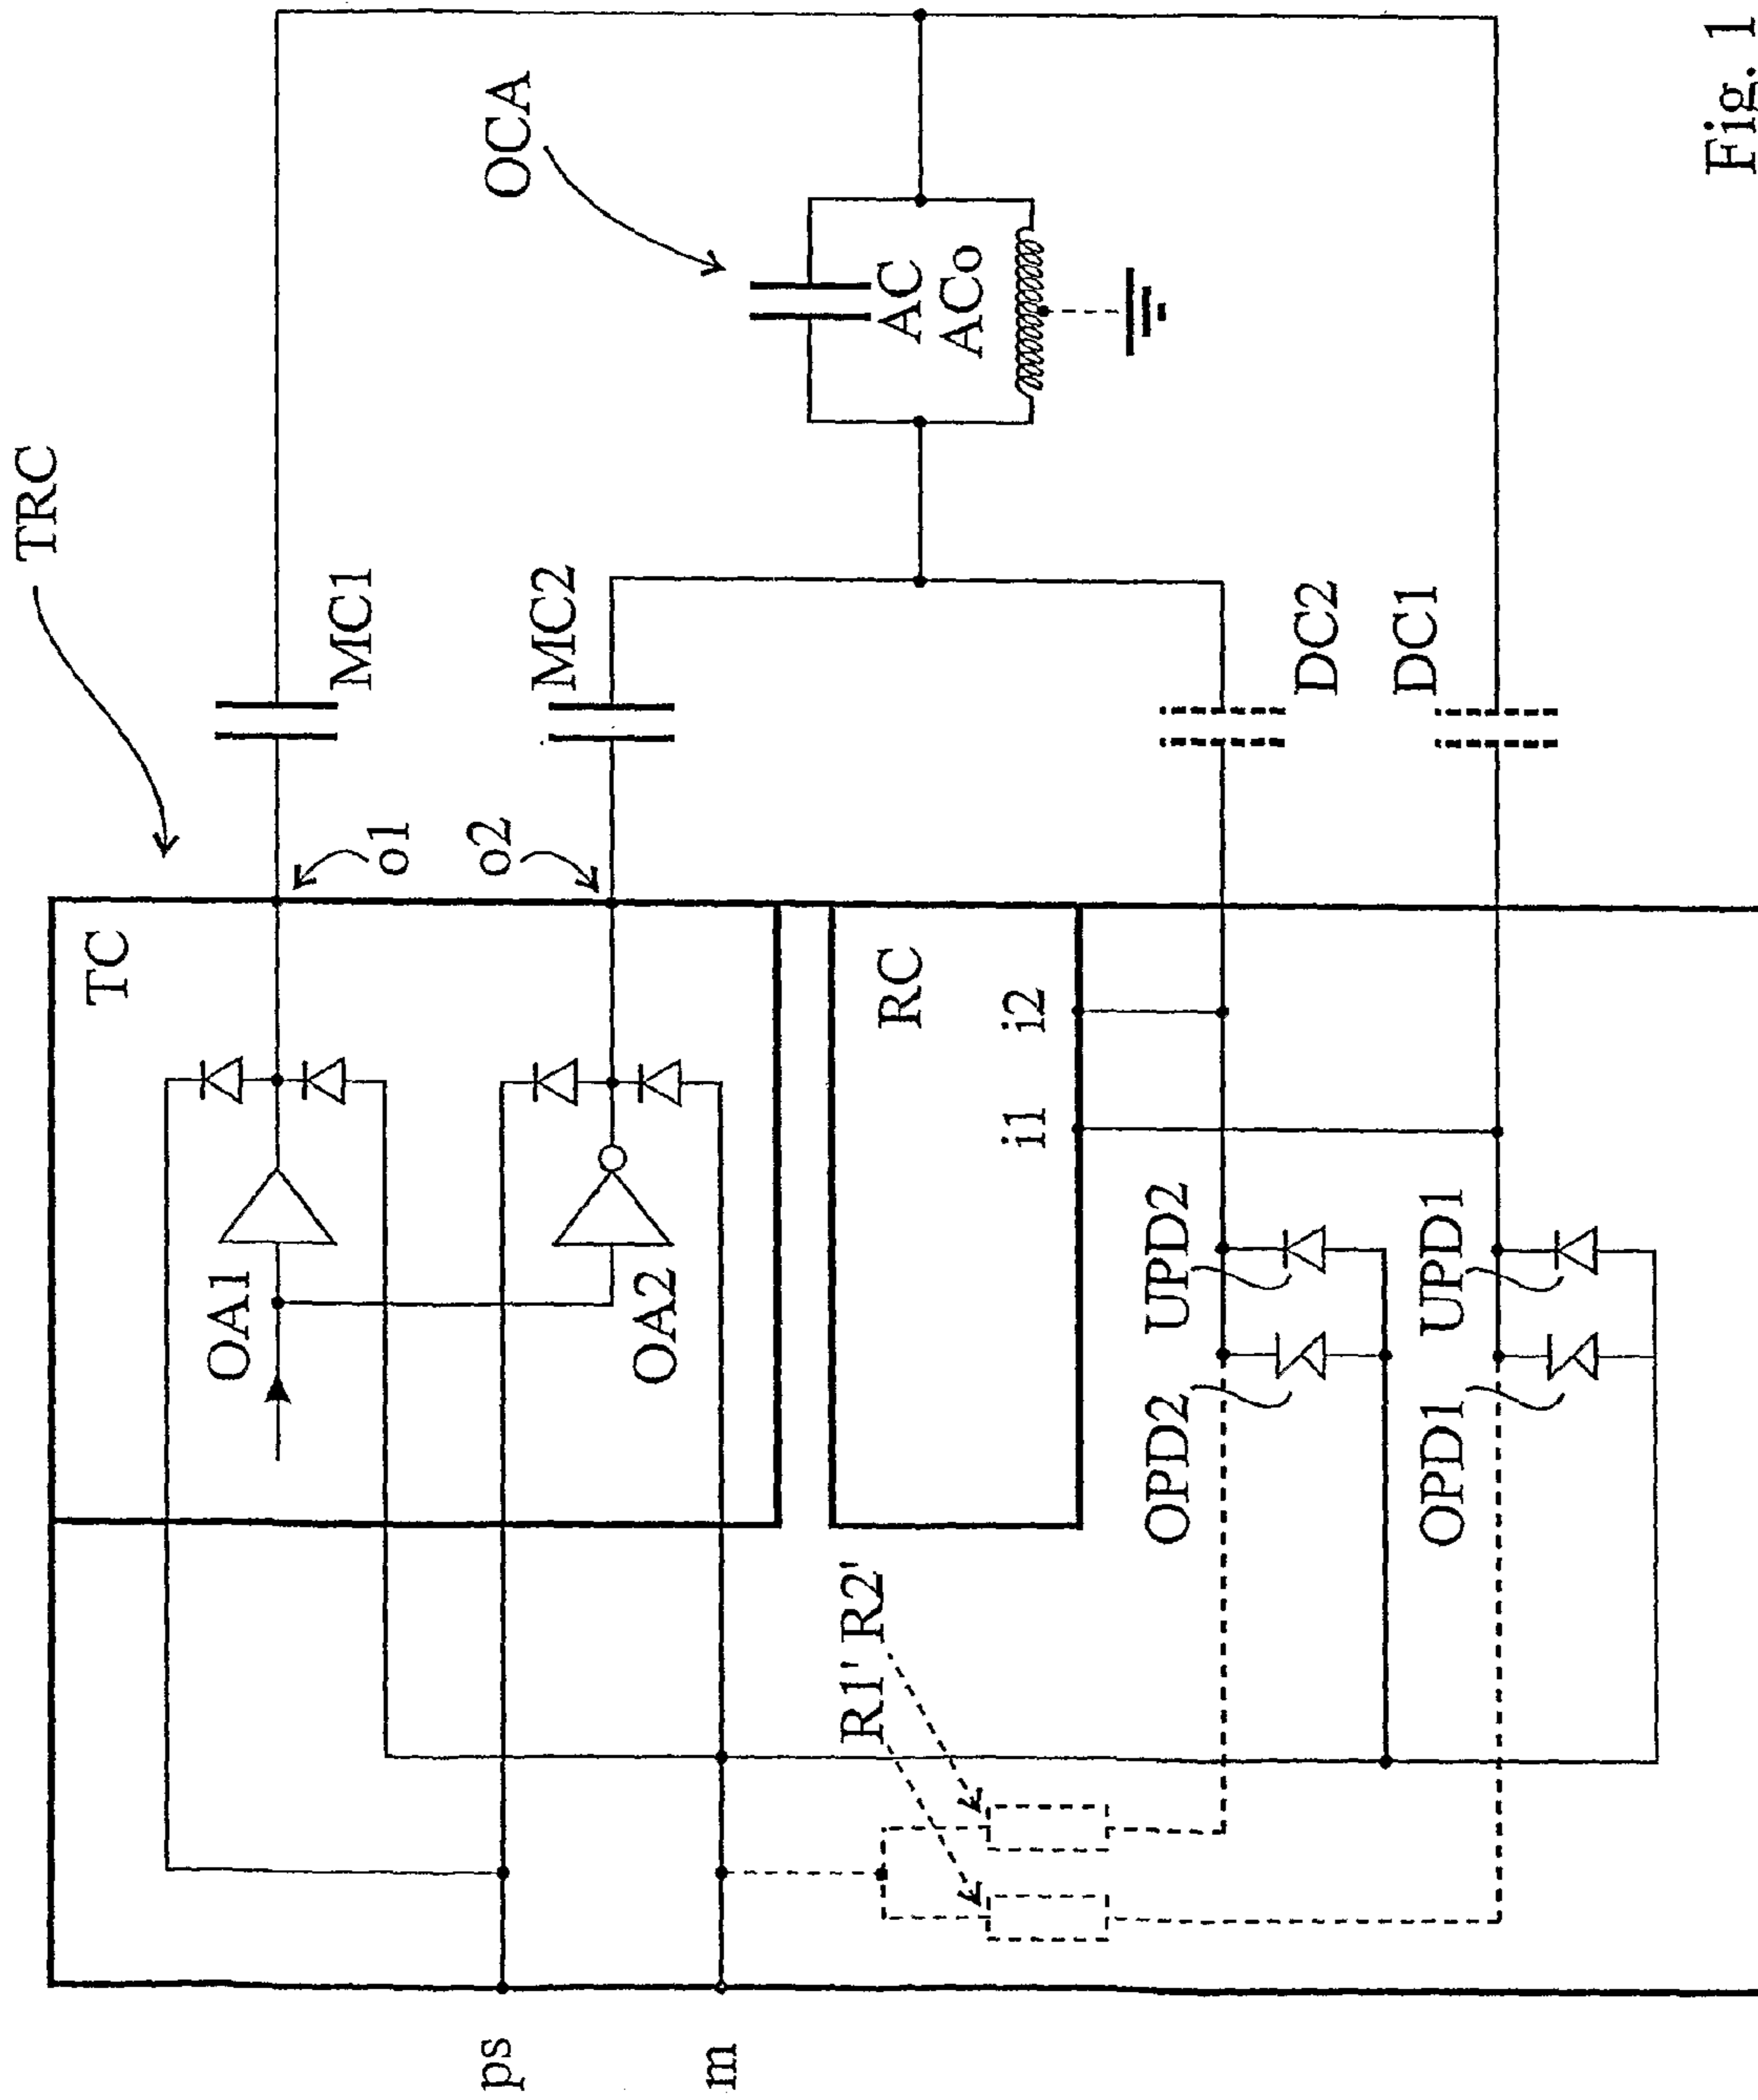 TRC
OCA
TC
OA1
OA2
o1
o2
MC1
MC2
AC
ACo
RC
i1
i2
R1' R2'
OPD2
UPD2
OPD1
UPD1
DC2
DC1
ps
m
Fig. 1